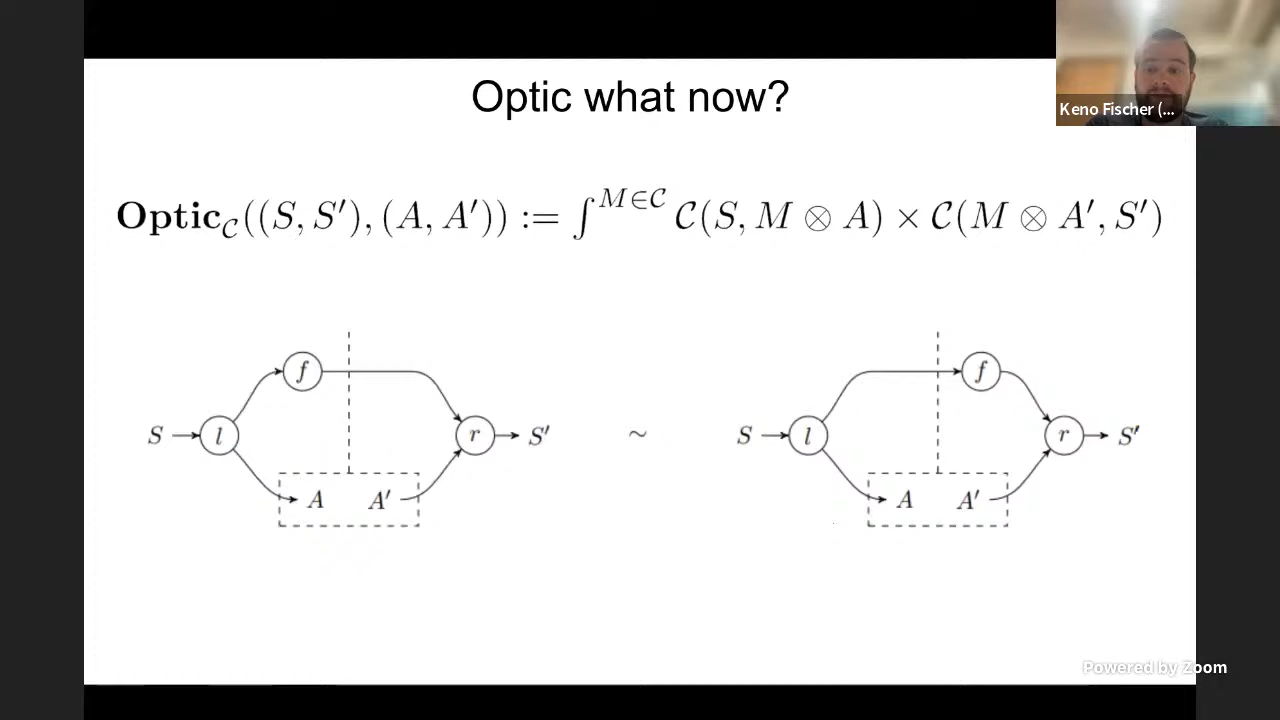 Optic what now?
Keno Fischer (...
Optic_C((S, S′), (A, A′)) := ∫^{M∈C} C(S, M ⊗ A) × C(M ⊗ A′, S′)
f f
S l r S′ ~ S l r S′
A A′ A A′
Powered by Zoom